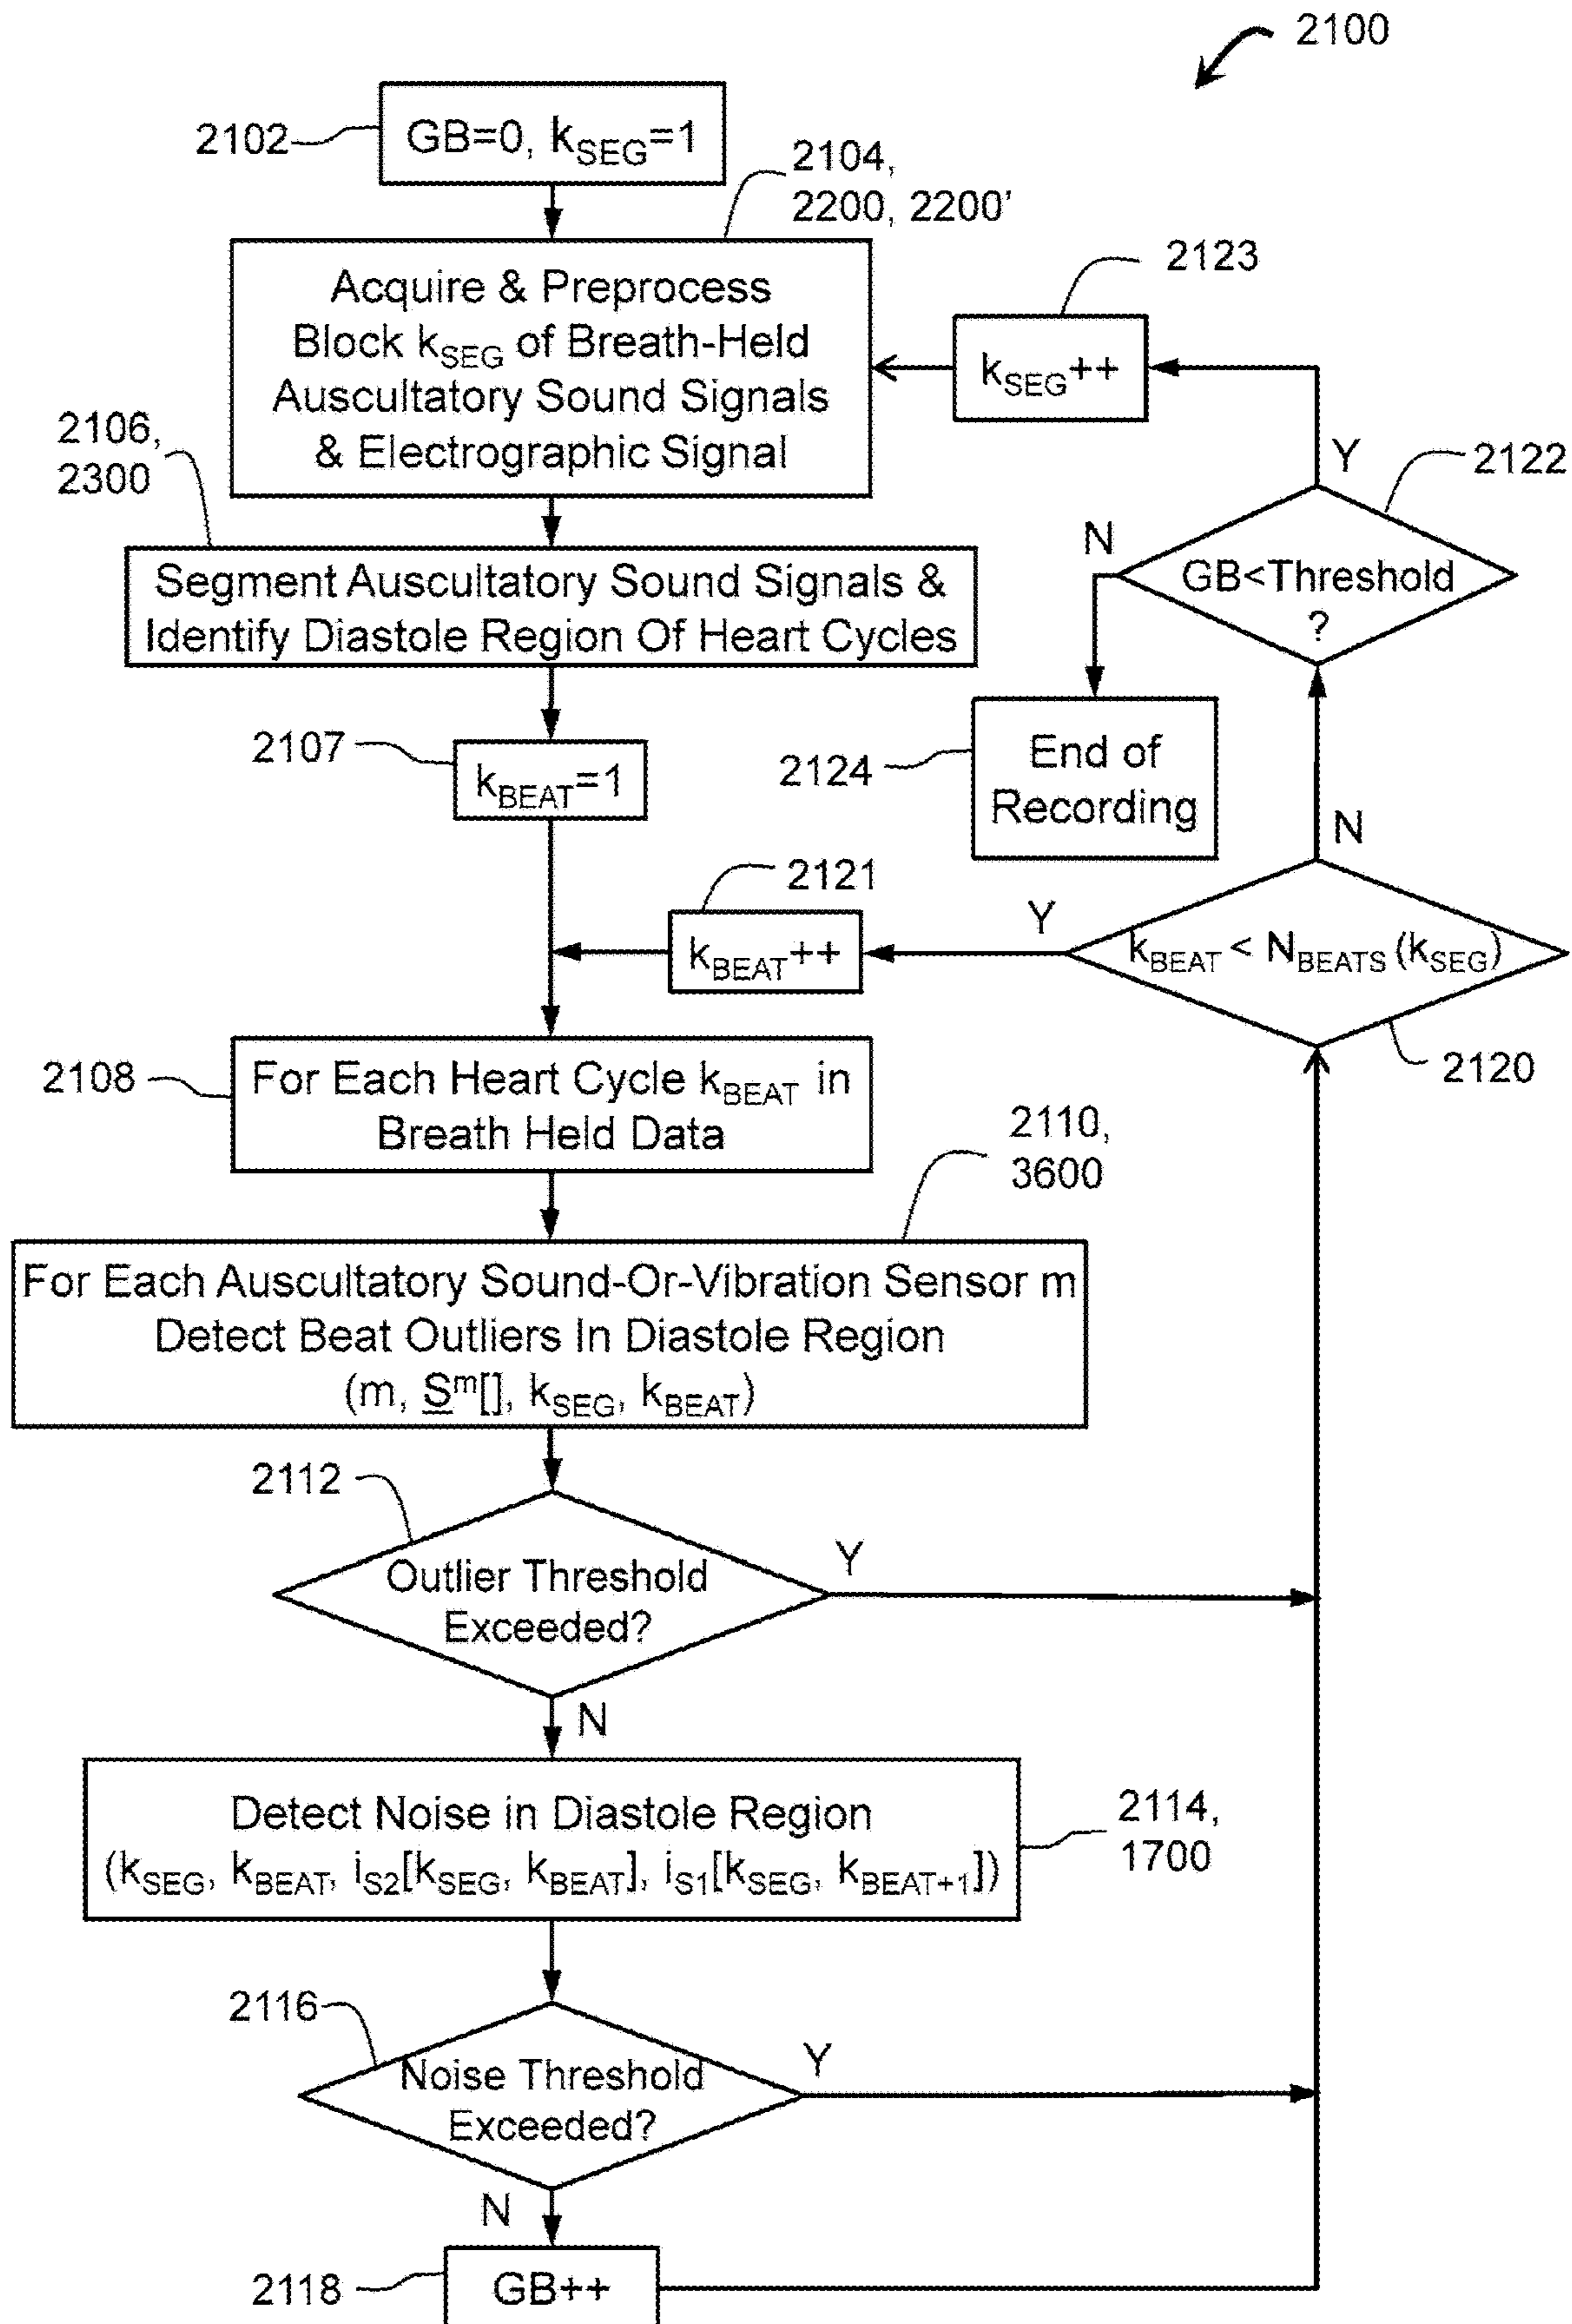 2100
2102
GB=0, kSEG=1
2104,
2200, 2200’
Acquire & Preprocess
Block kSEG of Breath-Held
Auscultatory Sound Signals
& Electrographic Signal
2123
kSEG++
2106,
2300
Y
2122
N
GB<Threshold
?
Segment Auscultatory Sound Signals &
Identify Diastole Region Of Heart Cycles
2107
kBEAT=1
2124
End of
Recording
N
2121
kBEAT++
Y
kBEAT < NBEATS (kSEG)
2120
2108
For Each Heart Cycle kBEAT in
Breath Held Data
2110,
3600
For Each Auscultatory Sound-Or-Vibration Sensor m
Detect Beat Outliers In Diastole Region
(m, Sm[], kSEG, kBEAT)
2112
Outlier Threshold
Exceeded?
Y
N
Detect Noise in Diastole Region
(kSEG, kBEAT, iS2[kSEG, kBEAT], iS1[kSEG, kBEAT+1])
2114,
1700
2116
Noise Threshold
Exceeded?
Y
N
2118
GB++